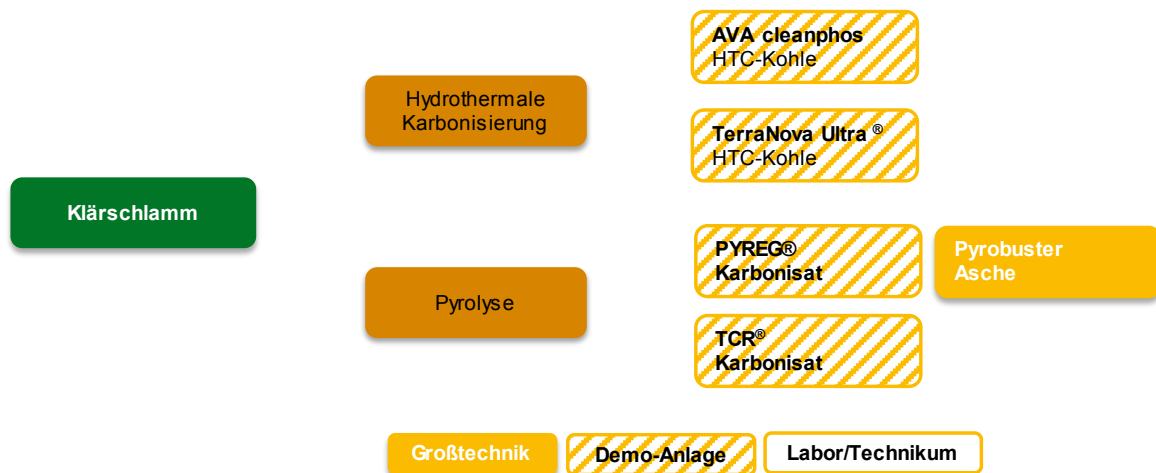 AVA cleanphos
HTC-Kohle
Hydrothermale
Karbonisierung
TerraNova Ultra ®
HTC-Kohle
Klärschlamm
PYREG®
Karbonisat
Pyrobuster
Asche
Pyrolyse
TCR®
Karbonisat
Großtechnik
Demo-Anlage
Labor/Technikum